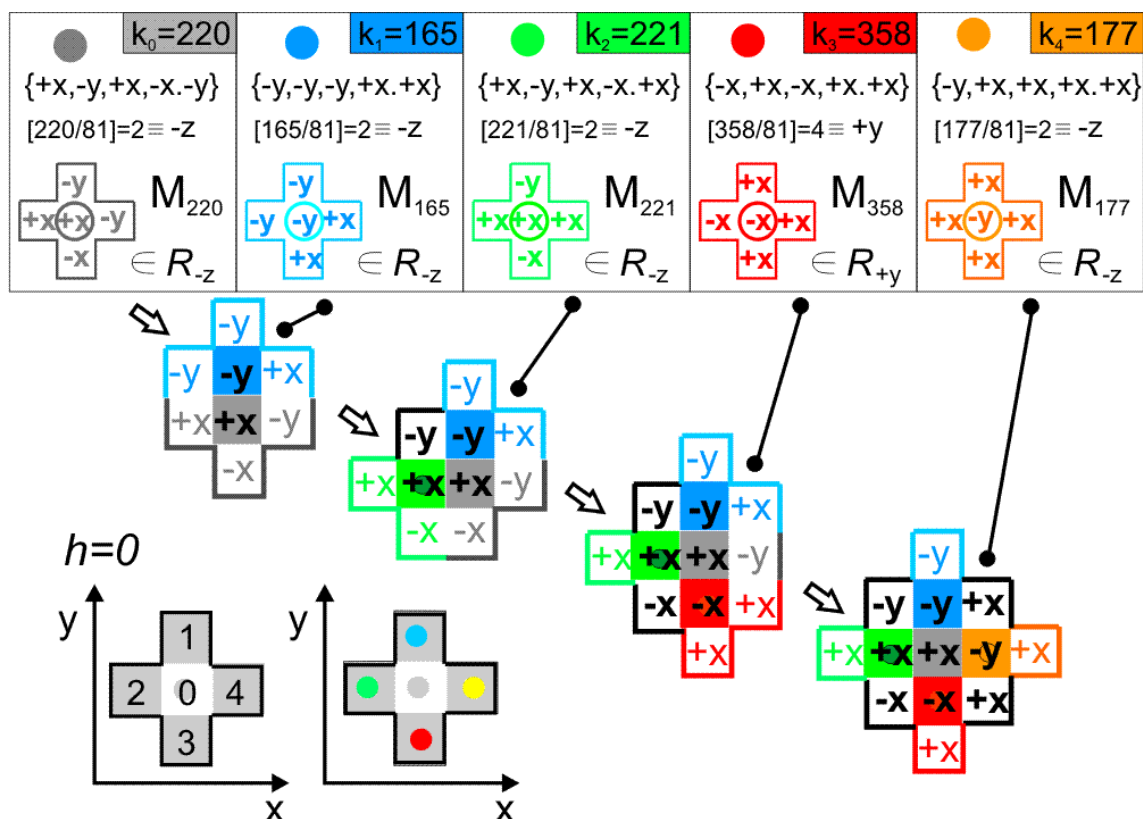 k₀=220 k₁=165 k₂=221 k₃=358 k₄=177
{+x,-y,+x,-x.-y} {-y,-y,-y,+x.+x} {+x,-y,+x,-x.+x} {-x,+x,-x,+x.+x} {-y,+x,+x,+x.+x}
[220/81]=2≡ -z [165/81]=2≡ -z [221/81]=2≡ -z [358/81]=4≡ +y [177/81]=2≡ -z
-y -y -y +x +x
M₂₂₀ M₁₆₅ M₂₂₁ M₃₅₈ M₁₇₇
+x +x -y -y -y +x +x +x +x -x -x +x +x -y +x
-x +x -x +x +x
∈ R₋z ∈ R₋z ∈ R₋z ∈ R₊y ∈ R₋z
-y
-y -y +x
+x +x -y
-x
-y
-y -y +x
+x +x +x -y
-x -x
-y
-y -y +x
+x +x +x -y
-x -x +x
+x
-y
-y -y +x
+x +x +x -y +x
-x -x +x
+x
h=0
y
1
2 0 4
3
x
y
x